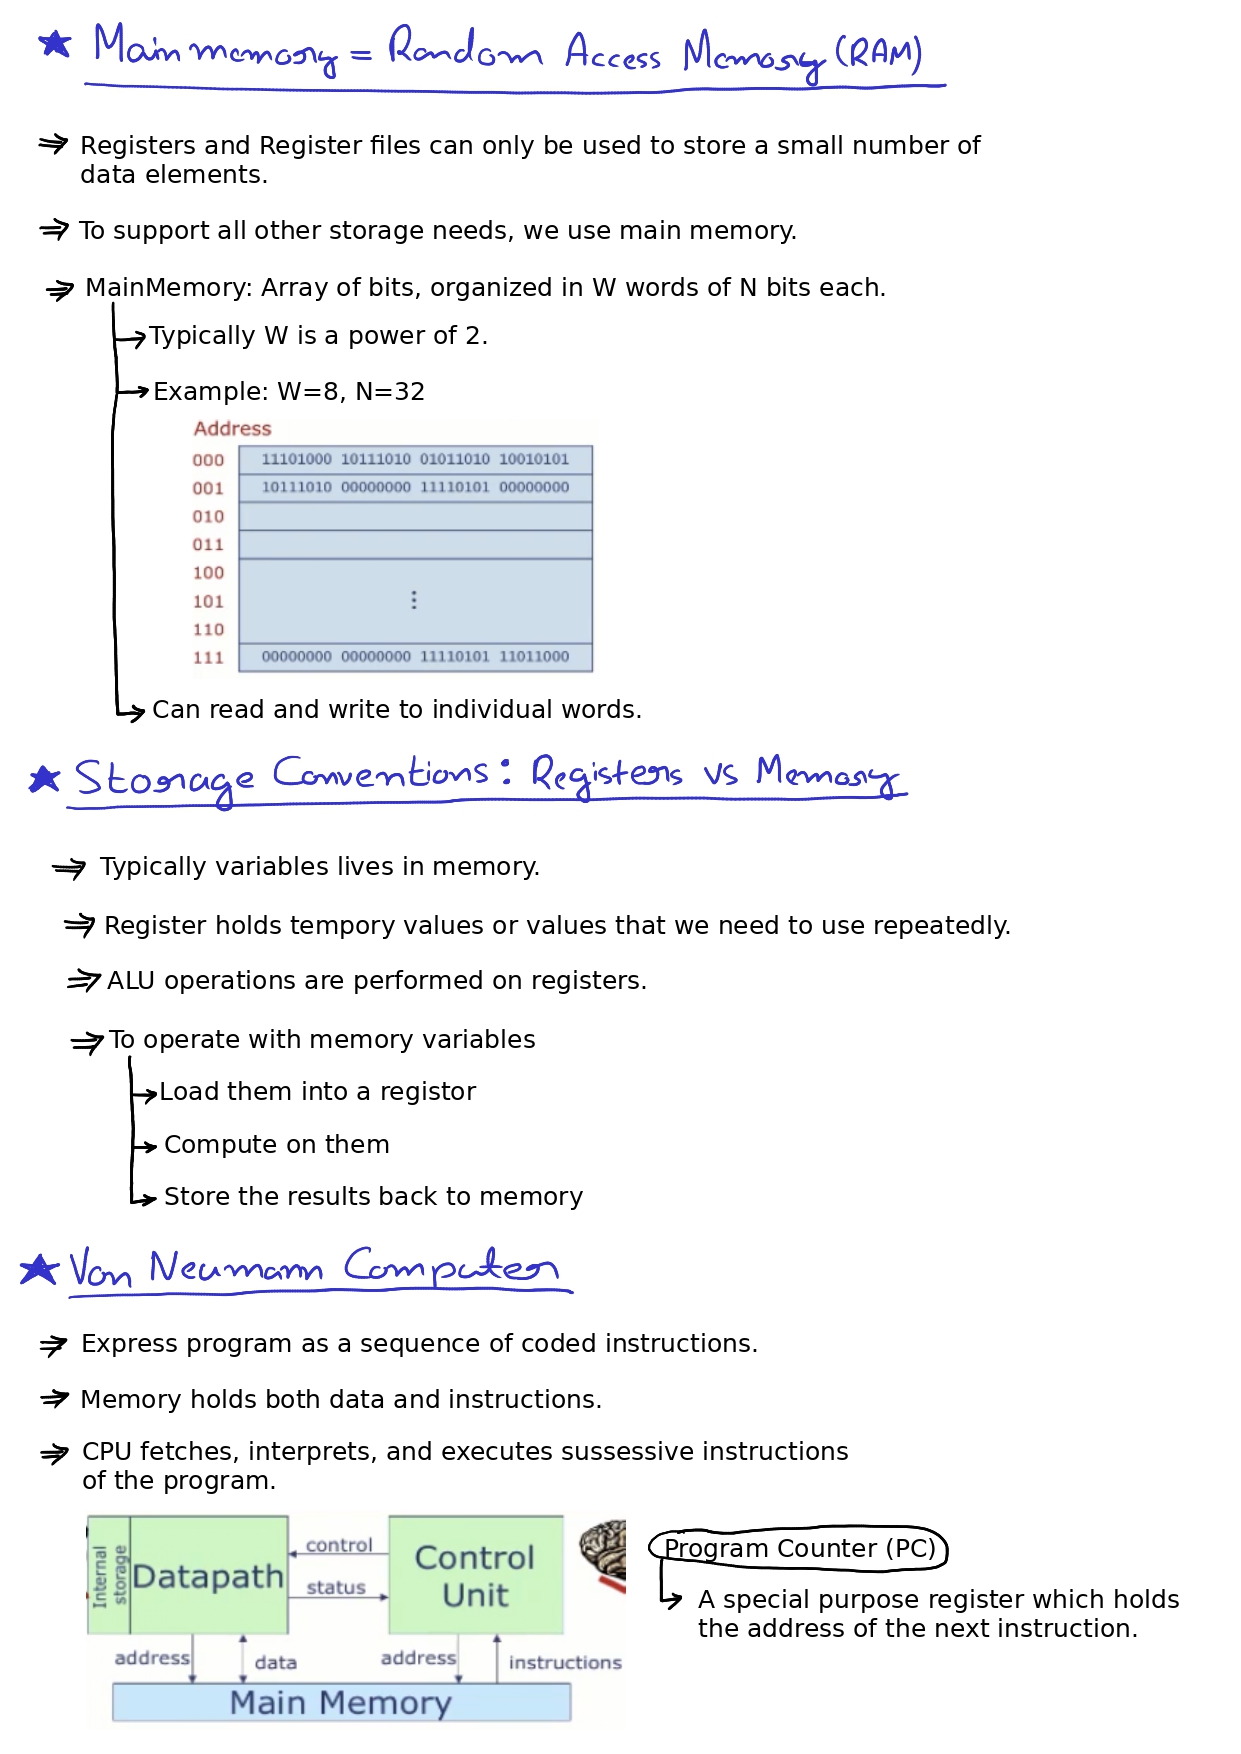 Main memory = Random Access Memory (RAM)
Registers and Register files can only be used to store a small number of
data elements.
To support all other storage needs, we use main memory.
MainMemory: Array of bits, organized in W words of N bits each.
Typically W is a power of 2.
Example: W=8, N=32
Address
000 11101000 10111010 01011010 10010101
001 10111010 00000000 11110101 00000000
010
011
100
101
110
111 00000000 00000000 11110101 11011000
Can read and write to individual words.
Storage Conventions: Registers vs Memory
Typically variables lives in memory.
Register holds tempory values or values that we need to use repeatedly.
ALU operations are performed on registers.
To operate with memory variables
Load them into a registor
Compute on them
Store the results back to memory
Von Neumann Computer
Express program as a sequence of coded instructions.
Memory holds both data and instructions.
CPU fetches, interprets, and executes sussessive instructions
of the program.
Internal
storage
Datapath
control
status
Control
Unit
address
data
address
instructions
Main Memory
Program Counter (PC)
A special purpose register which holds
the address of the next instruction.